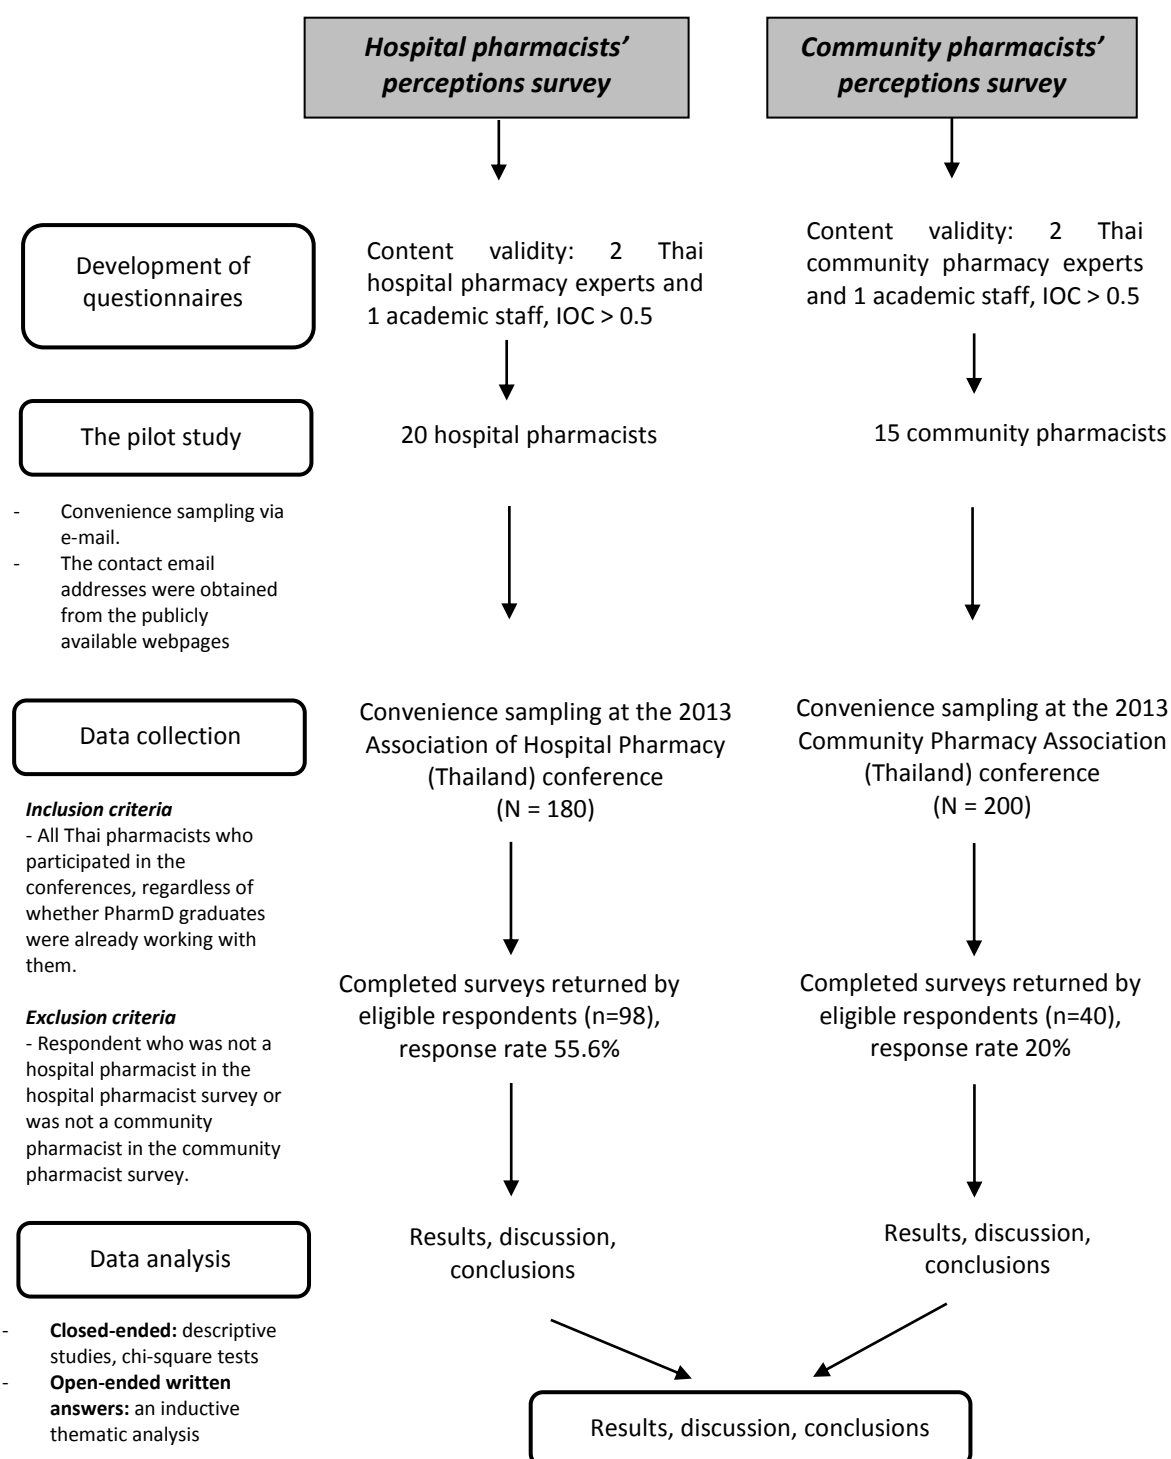 Hospital pharmacists’
perceptions survey
Community pharmacists’
perceptions survey
Development of
questionnaires
Content validity: 2 Thai
hospital pharmacy experts and
1 academic staff, IOC > 0.5
Content validity: 2 Thai
community pharmacy experts
and 1 academic staff, IOC > 0.5
The pilot study
20 hospital pharmacists
15 community pharmacists
- Convenience sampling via
e-mail.
- The contact email
addresses were obtained
from the publicly
available webpages
Data collection
Convenience sampling at the 2013
Association of Hospital Pharmacy
(Thailand) conference
(N = 180)
Convenience sampling at the 2013
Community Pharmacy Association
(Thailand) conference
(N = 200)
Inclusion criteria
- All Thai pharmacists who
participated in the
conferences, regardless of
whether PharmD graduates
were already working with
them.
Exclusion criteria
- Respondent who was not a
hospital pharmacist in the
hospital pharmacist survey or
was not a community
pharmacist in the community
pharmacist survey.
Completed surveys returned by
eligible respondents (n=98),
response rate 55.6%
Completed surveys returned by
eligible respondents (n=40),
response rate 20%
Data analysis
Results, discussion,
conclusions
Results, discussion,
conclusions
- Closed-ended: descriptive
studies, chi-square tests
- Open-ended written
answers: an inductive
thematic analysis
Results, discussion, conclusions